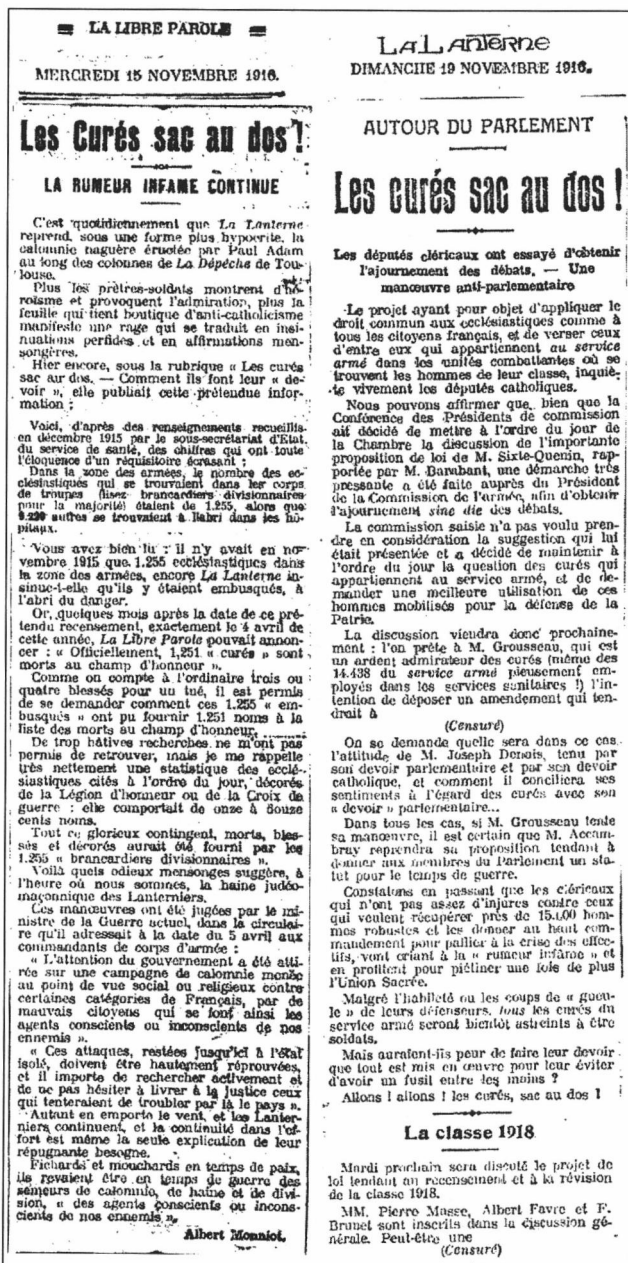 LA LIBRE PAROLE
MERCREDI 15 NOVEMBRE 1916.
Les Curés sac au dos !
LA RUMEUR INFAME CONTINUE
C'est quotidiennement que La Lanterne
reprend, sous une forme plus hypocrite, la
calomnie naguère éructée par Paul Adam
au long des colonnes de La Dépêche de Tou-
louse.
Plus les prêtres-soldats montrent d'hé-
roïsme et provoquent l'admiration, plus la
feuille qui tient boutique d'anti-catholicisme
manifeste une rage qui se traduit en insi-
nuations perfides et en affirmations men-
songères.
Hier encore, sous la rubrique « Les curés
sac au dos. — Comment ils font leur « de-
voir », elle publiait cette prétendue infor-
mation :
Voici, d'après des renseignements recueillis
en décembre 1915 par le sous-secrétariat d'Etat
du service de santé, des chiffres qui ont toute
l'éloquence d'un réquisitoire écrasant :
Dans la zone des armées, le nombre des ec-
clésiastiques qui se trouvaient dans les corps
de troupes (lisez brancardiers divisionnaires
pour la majorité) étaient de 1.255, alors que
autres se trouvaient à l'abri dans les hô-
pitaux.
Vous avez bien lu : il n'y avait en no-
vembre 1915 que 1.255 ecclésiastiques dans
la zone des armées, encore La Lanterne in-
sinue-t-elle qu'ils y étaient embusqués, à
l'abri du danger.
Or, quelques mois après la date de ce pré-
tendu recensement, exactement le 4 avril de
cette année, La Libre Parole pouvait annon-
cer : « Officiellement, 1,251 « curés » sont
morts au champ d'honneur ».
Comme on compte à l'ordinaire trois ou
quatre blessés pour un tué, il est permis
de se demander comment ces 1.255 « em-
busqués » ont pu fournir 1.251 noms à la
liste des morts au champ d'honneur.
De trop hâtives recherches ne m'ont pas
permis de retrouver, mais je me rappelle
très nettement une statistique des ecclé-
siastiques cités à l'ordre du jour, décorés
de la Légion d'honneur ou de la Croix de
guerre : elle comportait de onze à douze
cents noms.
Tout ce glorieux contingent, morts, bles-
sés et décorés aurait été fourni par les
1.255 « brancardiers divisionnaires ».
Voilà quels odieux mensonges suggère, à
l'heure où nous sommes, la haine judéo-
maçonnique des Lanterniers.
Ces manœuvres ont été jugées par le mi-
nistre de la Guerre actuel, dans la circulai-
re qu'il adressait à la date du 5 avril aux
commandants de corps d'armée :
« L'attention du gouvernement a été atti-
rée sur une campagne de calomnie menée
au point de vue social ou religieux contre
certaines catégories de Français, par de
mauvais citoyens qui se font ainsi les
agents conscients ou inconscients de nos
ennemis ».
« Ces attaques, restées jusqu'ici à l'état
isolé, doivent être hautement réprouvées,
et il importe de rechercher activement et
de ne pas hésiter à livrer à la justice ceux
qui tenteraient de troubler par là le pays ».
Autant en emporte le vent, et les Lanter-
niers continuent, et la continuité dans l'ef-
fort est même la seule explication de leur
répugnante besogne.
Fichards et mouchards en temps de paix,
ils devaient être en temps de guerre des
semeurs de calomnie, de haine et de divi-
sion, « des agents conscients ou incons-
cients de nos ennemis ».
Albert Monniot.
LA LANTERNE
DIMANCHE 19 NOVEMBRE 1916.
AUTOUR DU PARLEMENT
Les curés sac au dos !
Les députés cléricaux ont essayé d'obtenir
l'ajournement des débats. — Une
manœuvre anti-parlementaire
Le projet ayant pour objet d'appliquer le
droit commun aux ecclésiastiques comme à
tous les citoyens français, et de verser ceux
d'entre eux qui appartiennent au service
armé dans les unités combattantes où se
trouvent les hommes de leur classe, inquiè-
te vivement les députés catholiques.
Nous pouvons affirmer que, bien que la
Conférence des Présidents de commission
ait décidé de mettre à l'ordre du jour de
la Chambre la discussion de l'importante
proposition de loi de M. Sixte-Quenin, rap-
portée par M. Barabant, une démarche très
pressante a été faite auprès du Président
de la Commission de l'armée, afin d'obtenir
l'ajournement sine die des débats.
La commission saisie n'a pas voulu pren-
dre en considération la suggestion qui lui
était présentée et a décidé de maintenir à
l'ordre du jour la question des curés qui
appartiennent au service armé, et de de-
mander une meilleure utilisation de ces
hommes mobilisés pour la défense de la
Patrie.
La discussion viendra donc prochaine-
ment : l'on prête à M. Grousseau, qui est
un ardent admirateur des curés (même des
14.438 du service armé pieusement em-
ployés dans les services sanitaires !) l'in-
tention de déposer un amendement qui ten-
drait à
(Censuré)
On se demande quelle sera dans ce cas
l'attitude de M. Joseph Denais, tenu par
son devoir parlementaire et par son devoir
catholique, et comment il conciliera ses
sentiments à l'égard des curés avec son
« devoir » parlementaire...
Dans tous les cas, si M. Grousseau tente
sa manœuvre, il est certain que M. Accam-
bray reprendra sa proposition tendant à
donner aux membres du Parlement un sta-
tut pour le temps de guerre.
Constatons en passant que les cléricaux
qui n'ont pas assez d'injures contre ceux
qui veulent récupérer près de 15.000 hom-
mes robustes et les donner au haut com-
mandement pour pallier à la crise des effec-
tifs, vont criant à la « rumeur infâme » et
en profitent pour piétiner une fois de plus
l'Union Sacrée.
Malgré l'habileté ou les coups de « gueu-
le » de leurs défenseurs, tous les curés du
service armé seront bientôt astreints à être
soldats.
Mais auraient-ils peur de faire leur devoir
que tout est mis en œuvre pour leur éviter
d'avoir un fusil entre les mains ?
Allons ! allons ! les curés, sac au dos !
La classe 1918
Mardi prochain sera discuté le projet de
loi tendant au recensement et à la révision
de la classe 1918.
MM. Pierre Masse, Albert Favre et F.
Brunet sont inscrits dans la discussion gé-
nérale. Peut-être une
(Censuré)